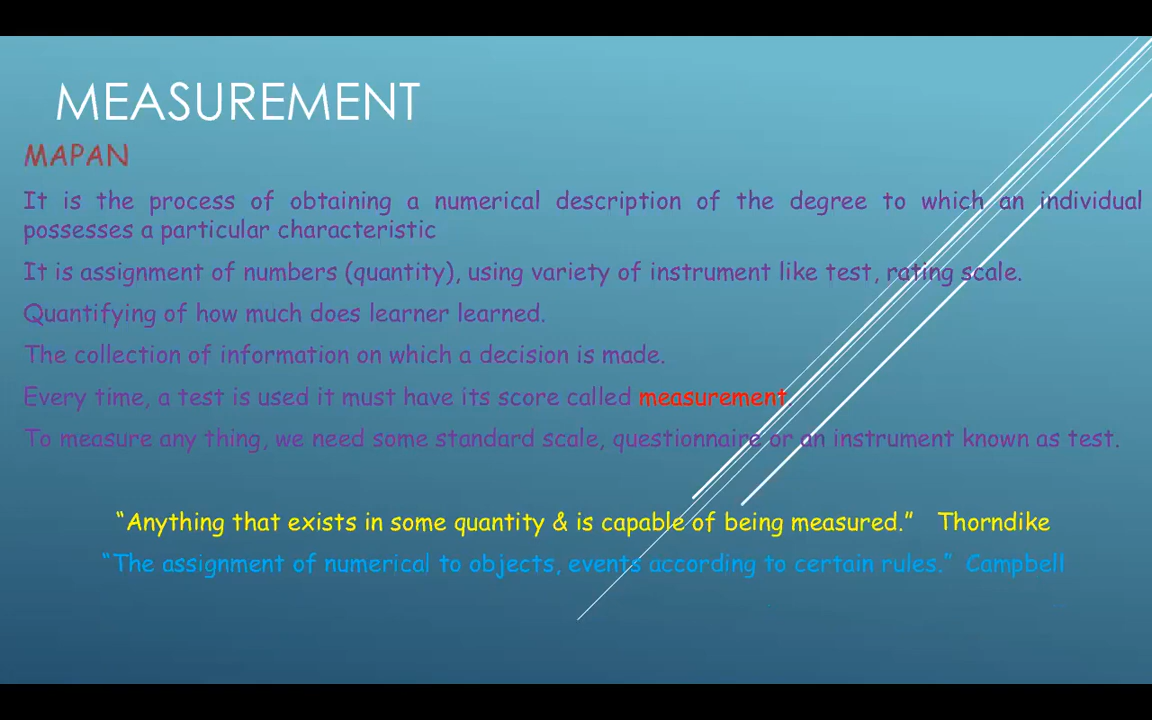 MEASUREMENT
MAPAN
It is the process of obtaining a numerical description of the degree to which an individual
possesses a particular characteristic
It is assignment of numbers (quantity), using variety of instrument like test, rating scale.
Quantifying of how much does learner learned.
The collection of information on which a decision is made.
Every time, a test is used it must have its score called measurement.
To measure any thing, we need some standard scale, questionnaire or an instrument known as test.
“Anything that exists in some quantity & is capable of being measured.” Thorndike
“The assignment of numerical to objects, events according to certain rules.” Campbell